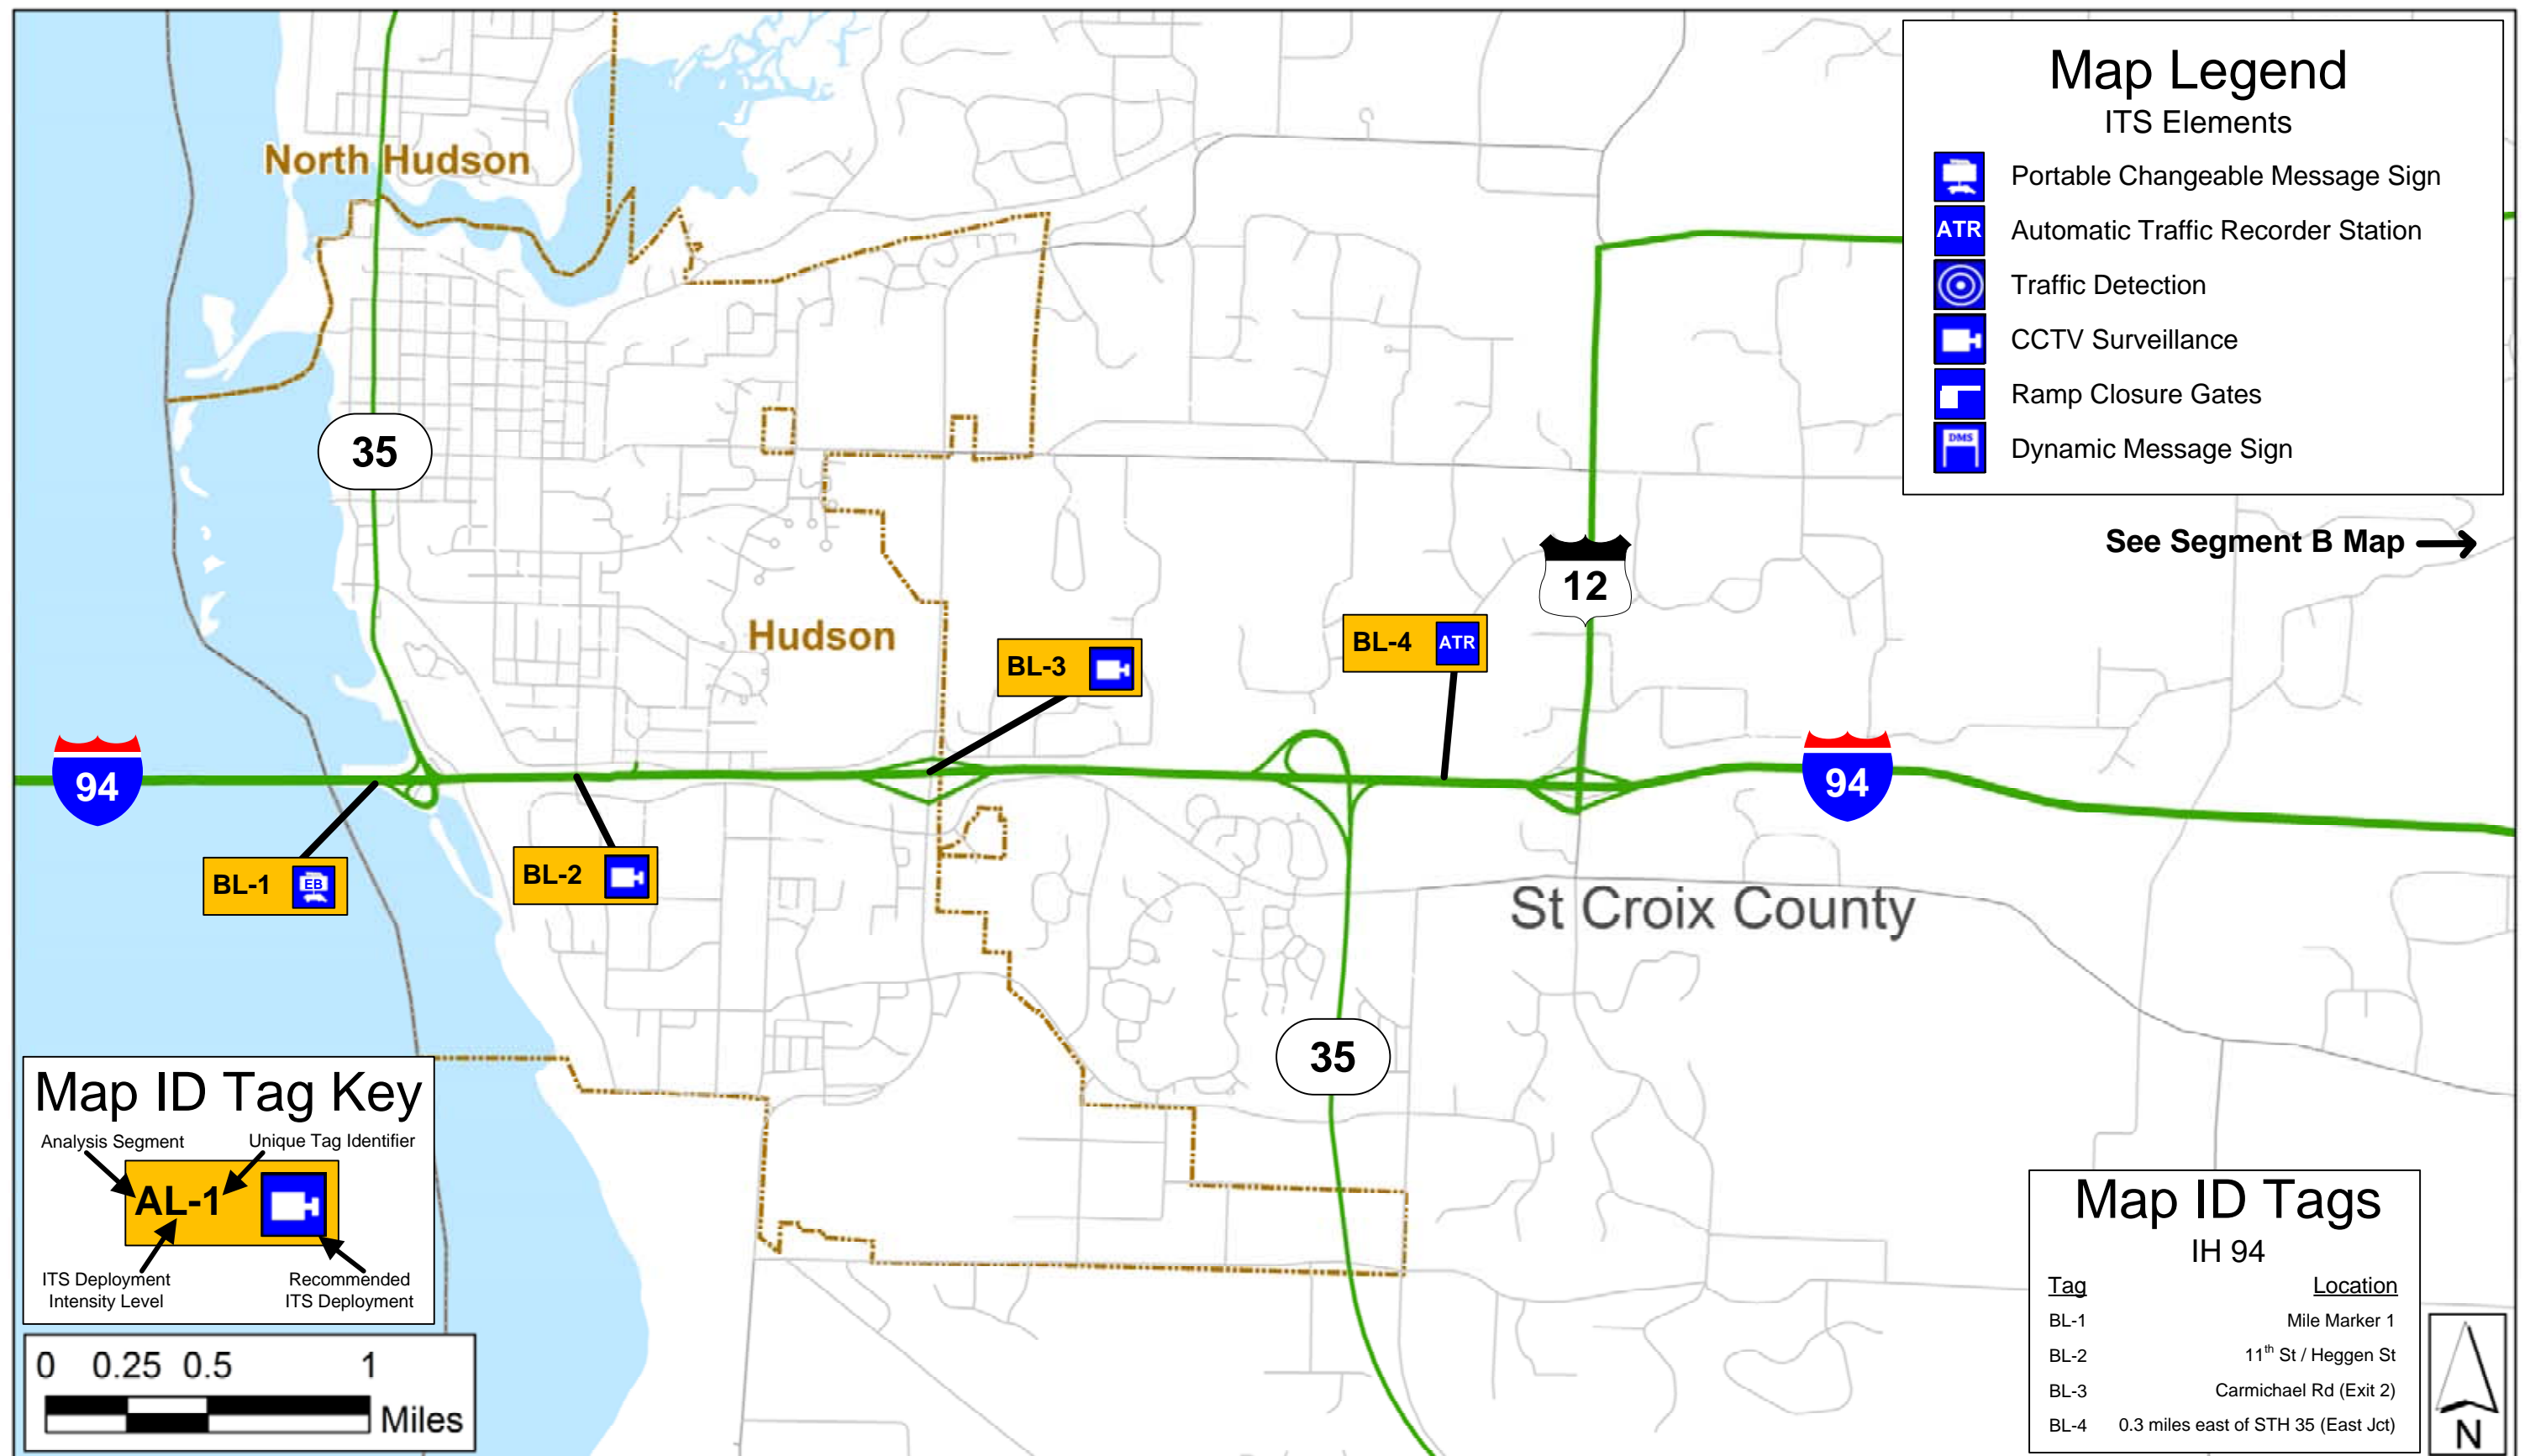 Map Legend
ITS Elements
Portable Changeable Message Sign
ATR Automatic Traffic Recorder Station
Traffic Detection
CCTV Surveillance
Ramp Closure Gates
DMS Dynamic Message Sign
See Segment B Map
North Hudson
35
12
Hudson
BL-3
BL-4 ATR
94
94
BL-1 EB
BL-2
St Croix County
35
Map ID Tag Key
Analysis Segment
Unique Tag Identifier
AL-1
ITS Deployment
Intensity Level
Recommended
ITS Deployment
0 0.25 0.5 1
Miles
Map ID Tags
IH 94
Tag Location
BL-1 Mile Marker 1
BL-2 11th St / Heggen St
BL-3 Carmichael Rd (Exit 2)
BL-4 0.3 miles east of STH 35 (East Jct)
N